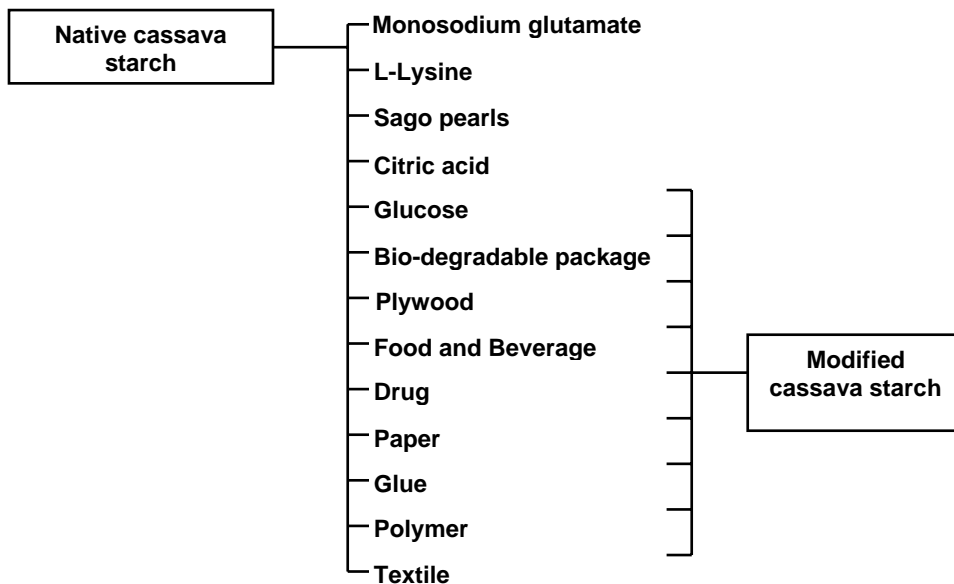 Native cassava
starch
Monosodium glutamate
L-Lysine
Sago pearls
Citric acid
Glucose
Bio-degradable package
Plywood
Food and Beverage
Drug
Paper
Glue
Polymer
Textile
Modified
cassava starch